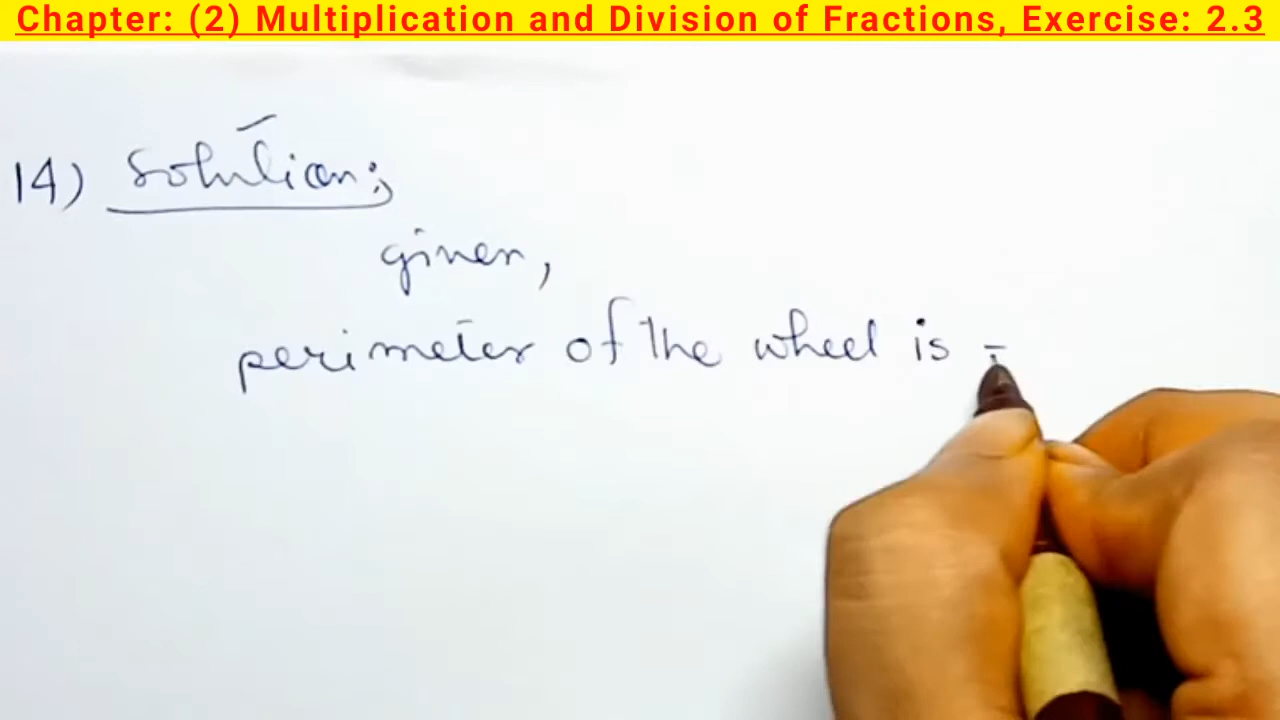 Chapter: (2) Multiplication and Division of Fractions, Exercise: 2.3
14) Solution:,
given,
perimeter of the wheel is -